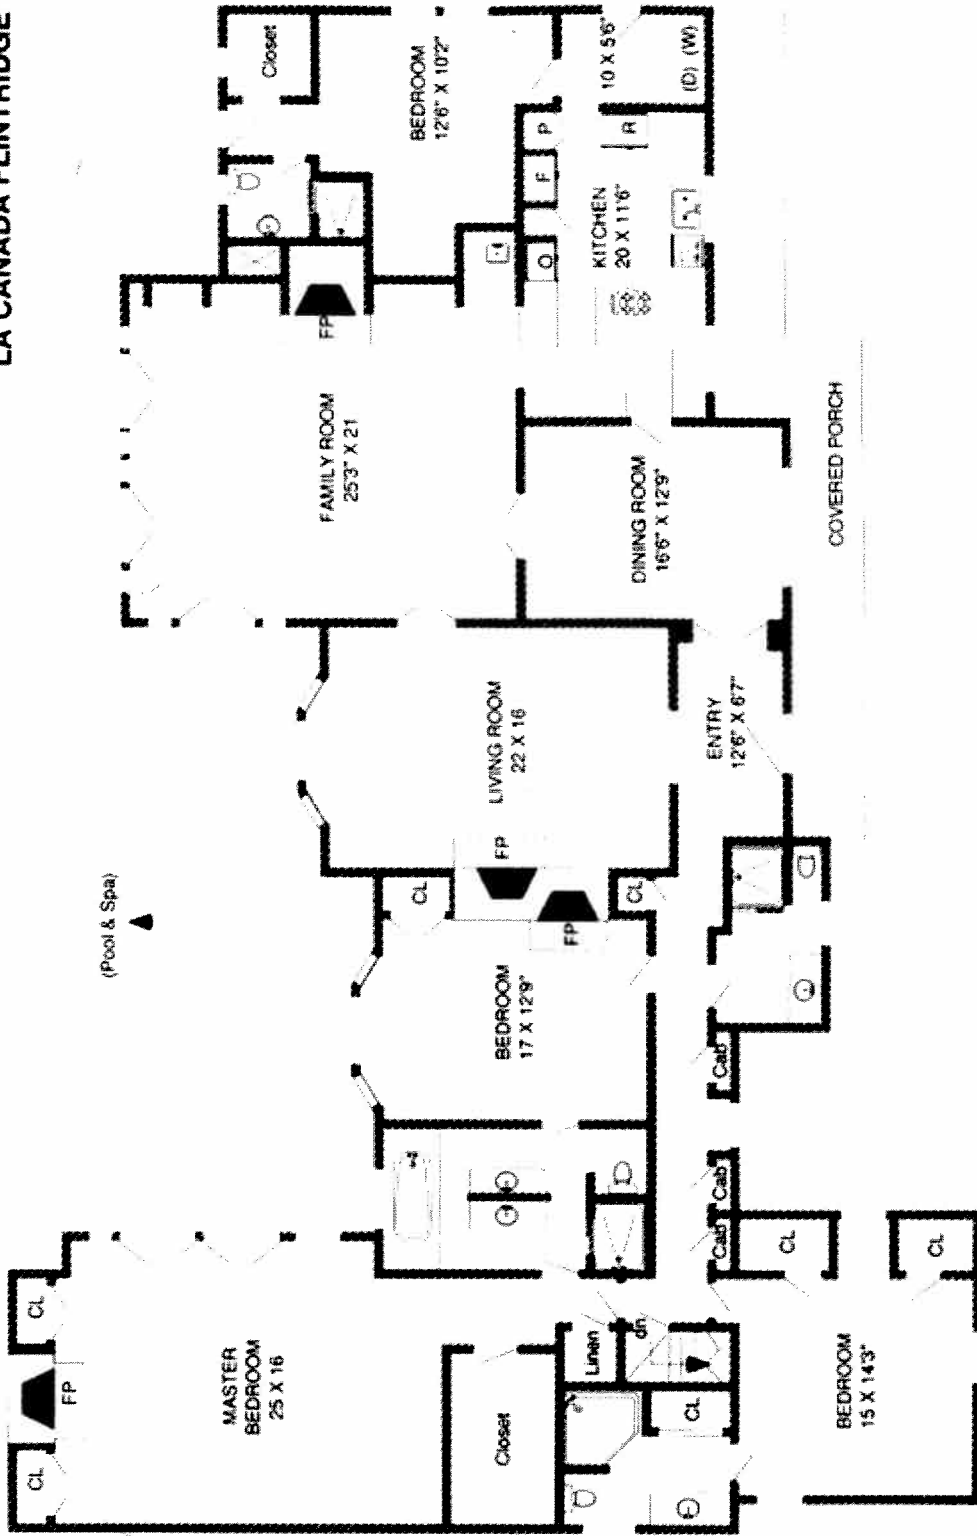 LA CANADA FLINTRIDGE
(Pool & Spa)
CL
FP
CL
MASTER
BEDROOM
25 X 16
Closet
Linen
dn
CL
BEDROOM
15 X 14'3"
CL
CL
Cab
Cab
Cab
BEDROOM
17 X 12'9"
CL
FP
FP
CL
LIVING ROOM
22 X 16
ENTRY
12'6" X 6'7"
FAMILY ROOM
25'3" X 21
FP
DINING ROOM
16'6" X 12'9"
COVERED PORCH
KITCHEN
20 X 11'6"
O
F
P
R
BEDROOM
12'6" X 10'2"
Closet
10 X 5'6"
(D) (W)